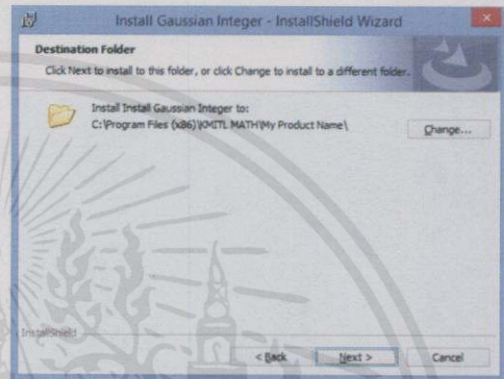 Install Gaussian Integer - InstallShield Wizard
Destination Folder
Click Next to install to this folder, or click Change to install to a different folder.
Install Install Gaussian Integer to:
C:\Program Files (x86)\KMITL MATH\My Product Name\
Change...
InstallShield
< Back
Next >
Cancel